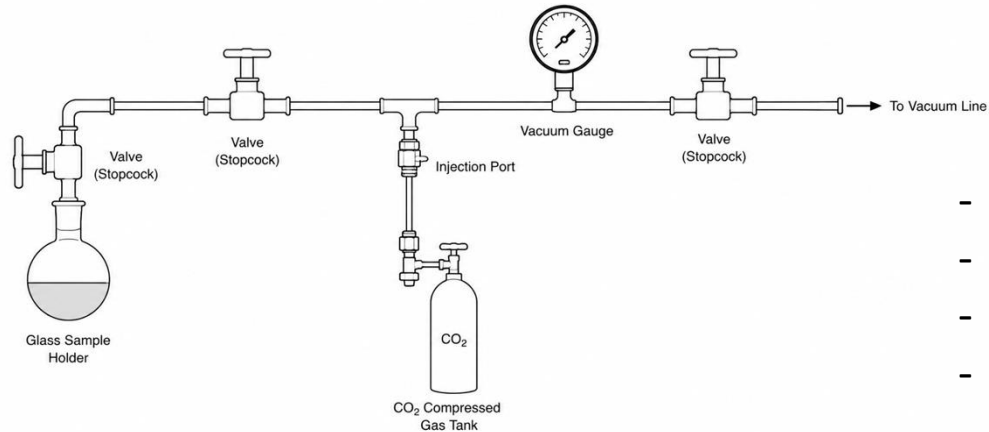 To Vacuum Line
Vacuum Gauge
Valve
(Stopcock)
Valve
(Stopcock)
Valve
(Stopcock)
Injection Port
Glass Sample
Holder
CO₂
CO₂ Compressed
Gas Tank
-
-
-
-